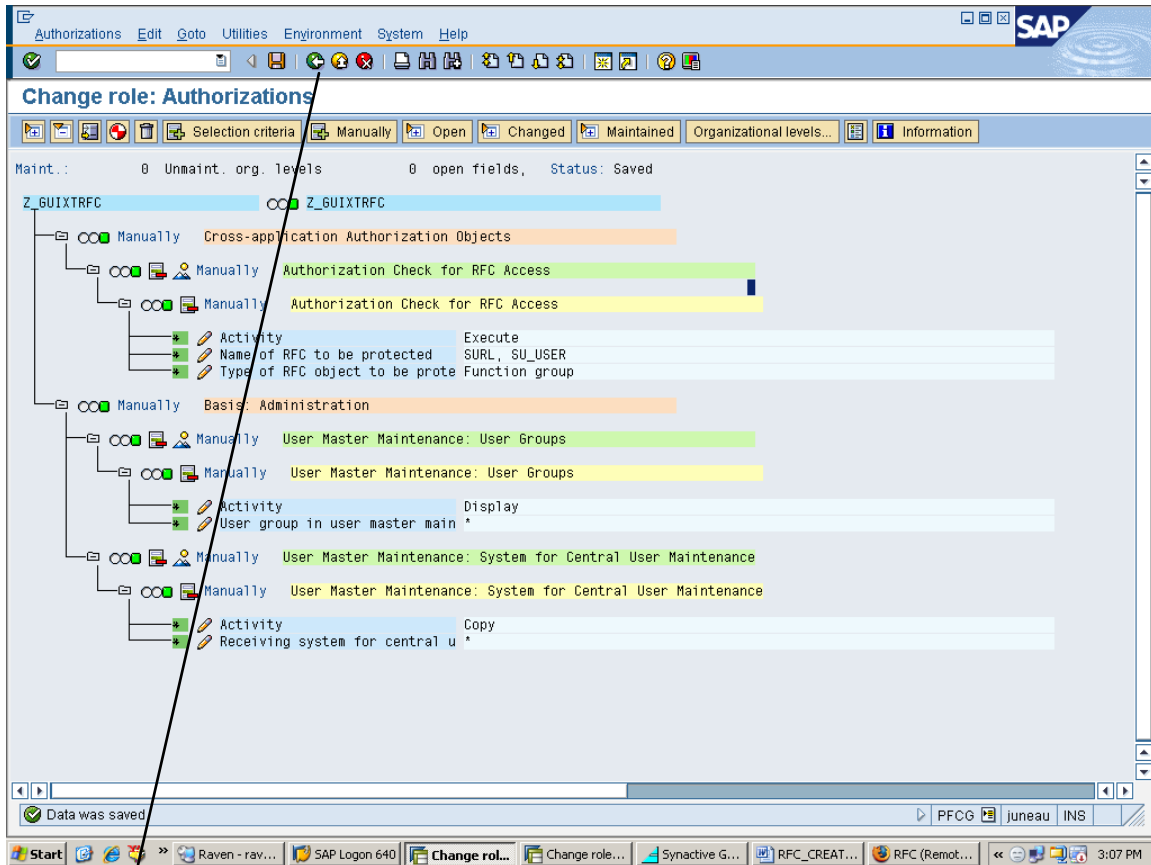 Authorizations Edit Goto Utilities Environment System Help
SAP
Change role: Authorizations
Selection criteria Manually Open Changed Maintained Organizational levels... Information
Maint.: 0 Unmaint. org. levels 0 open fields, Status: Saved
Z_GUIXTRFC Z_GUIXTRFC
Manually Cross-application Authorization Objects
Manually Authorization Check for RFC Access
Manually Authorization Check for RFC Access
Activity Execute
Name of RFC to be protected SURL, SU_USER
Type of RFC object to be prote Function group
Manually Basis: Administration
Manually User Master Maintenance: User Groups
Manually User Master Maintenance: User Groups
Activity Display
User group in user master main *
Manually User Master Maintenance: System for Central User Maintenance
Manually User Master Maintenance: System for Central User Maintenance
Activity Copy
Receiving system for central u *
Data was saved PFCG juneau INS
Start » Raven - rav... SAP Logon 640 Change rol... Change role... Synactive G... RFC_CREAT... RFC (Remot... « 3:07 PM